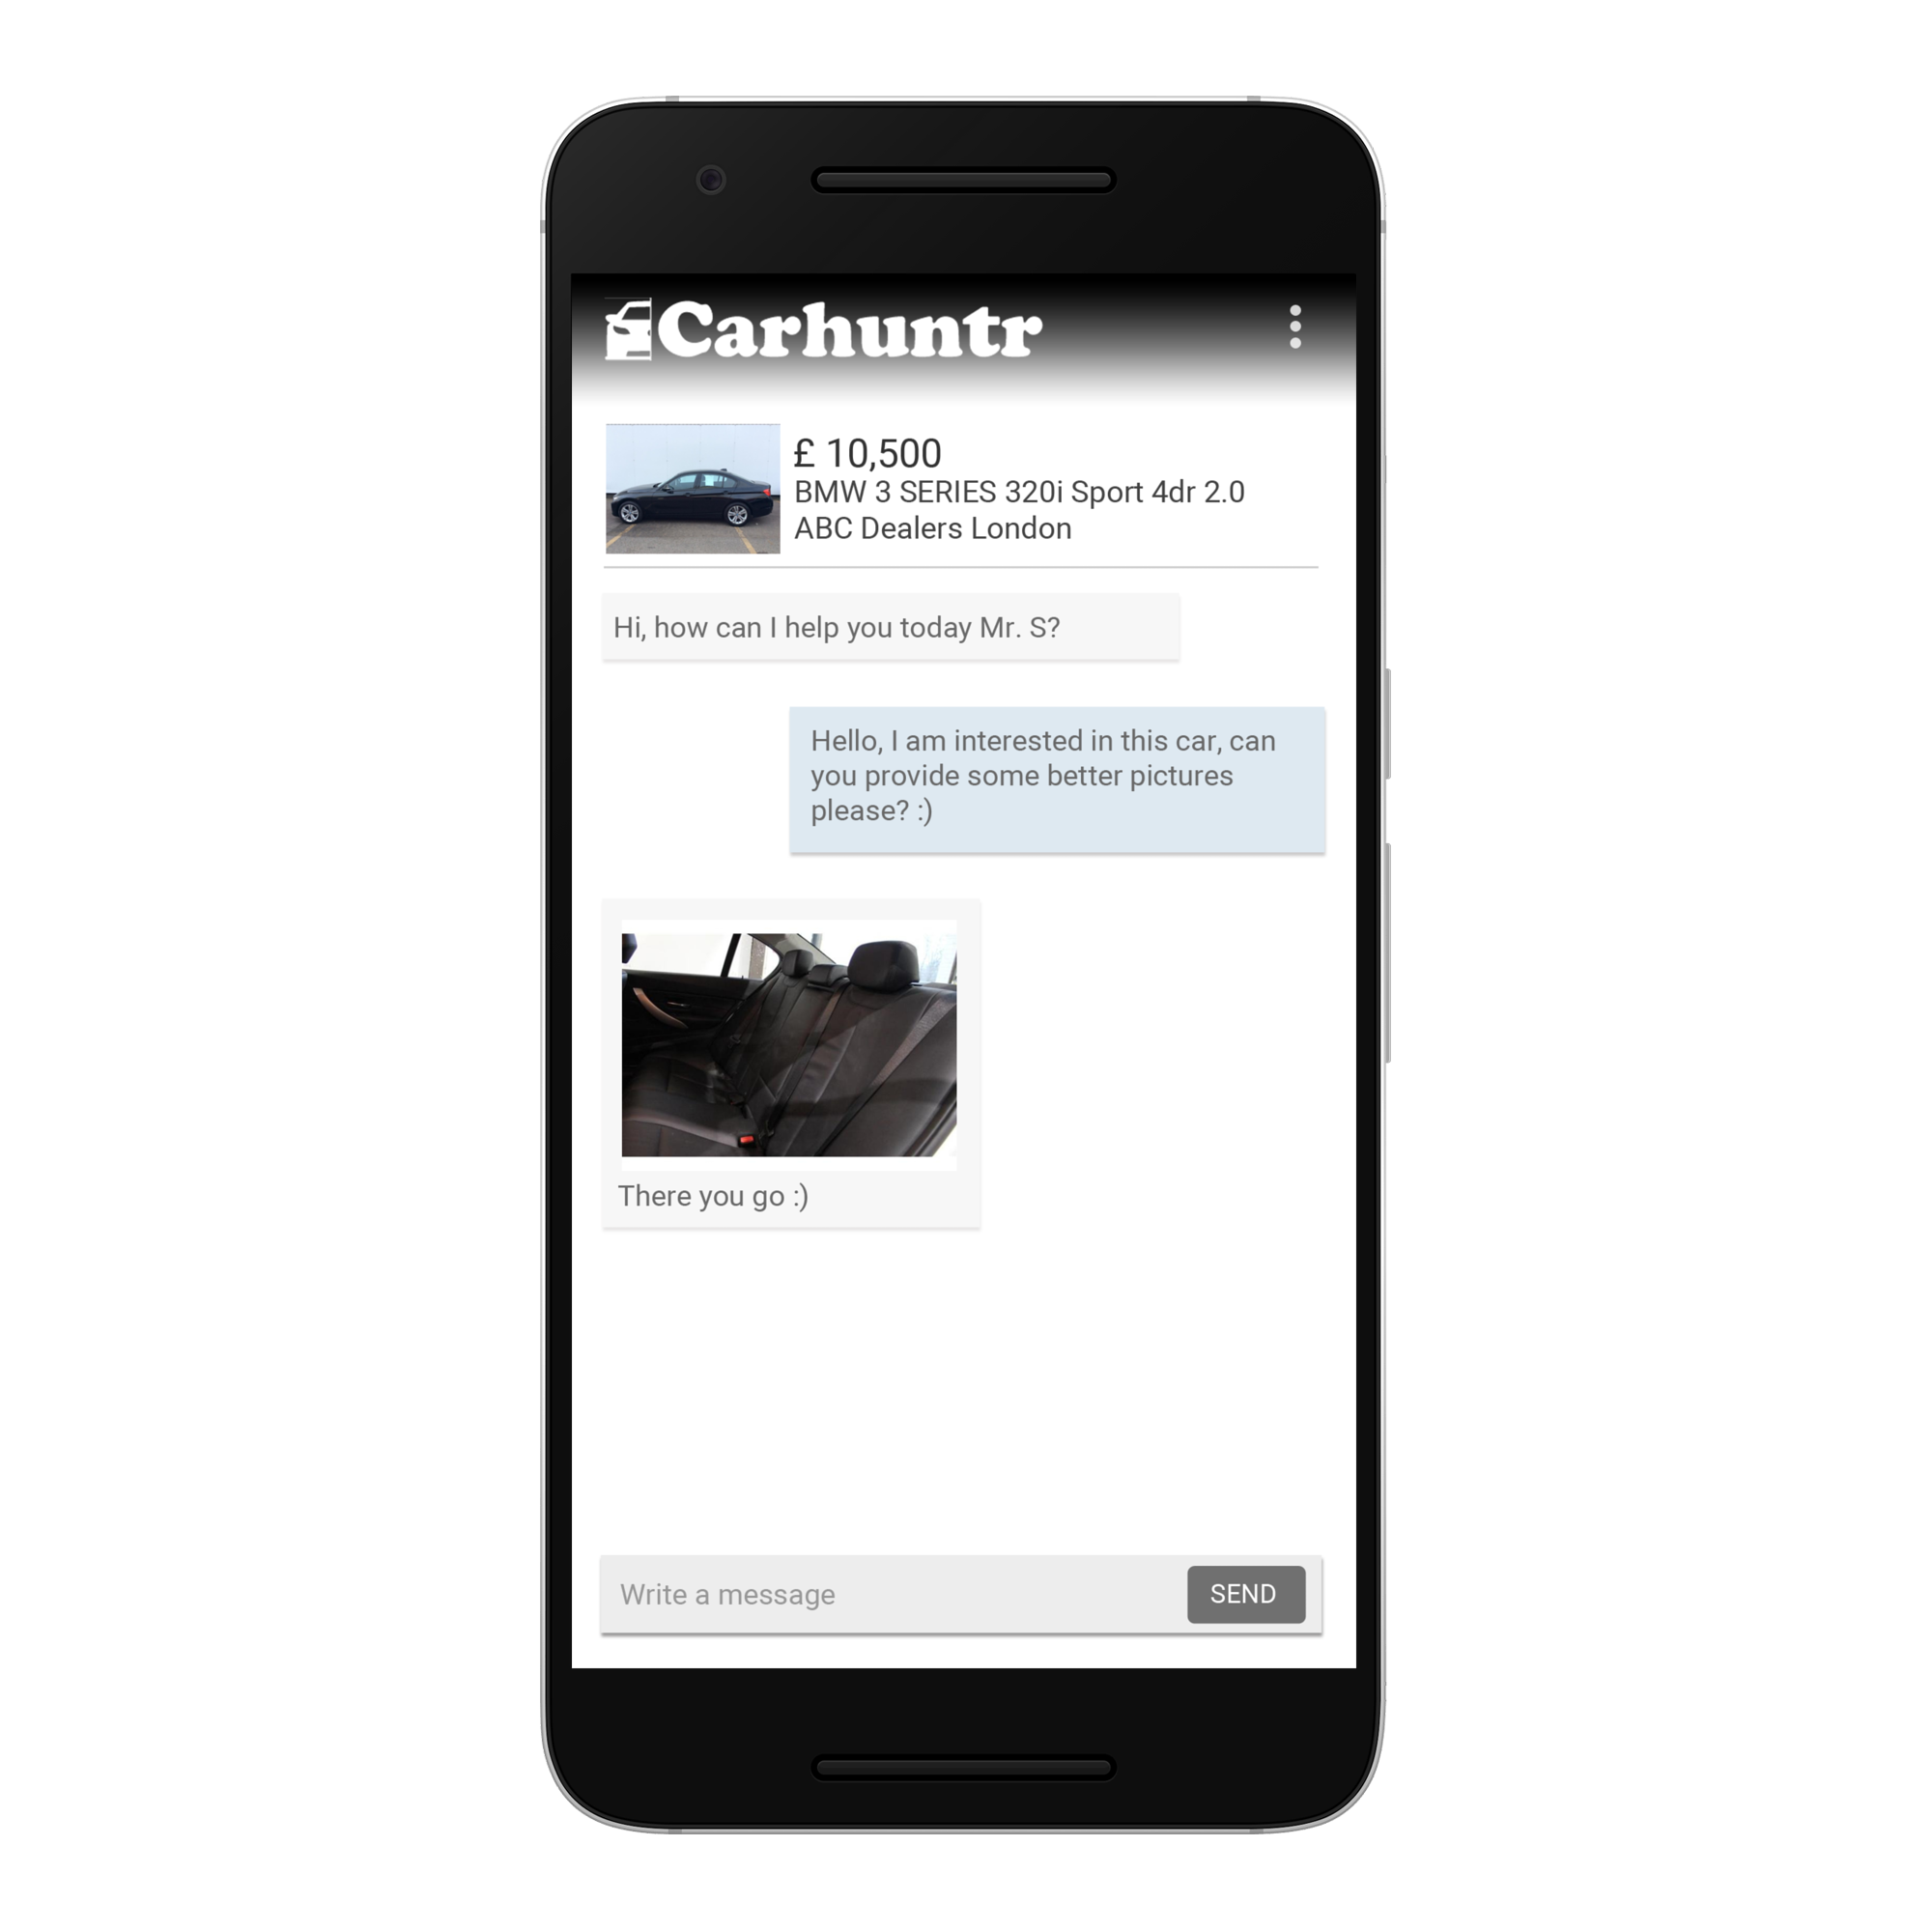 Carhuntr
£ 10,500
BMW 3 SERIES 320i Sport 4dr 2.0
ABC Dealers London
Hi, how can I help you today Mr. S?
Hello, I am interested in this car, can
you provide some better pictures
please? :)
There you go :)
Write a message
SEND